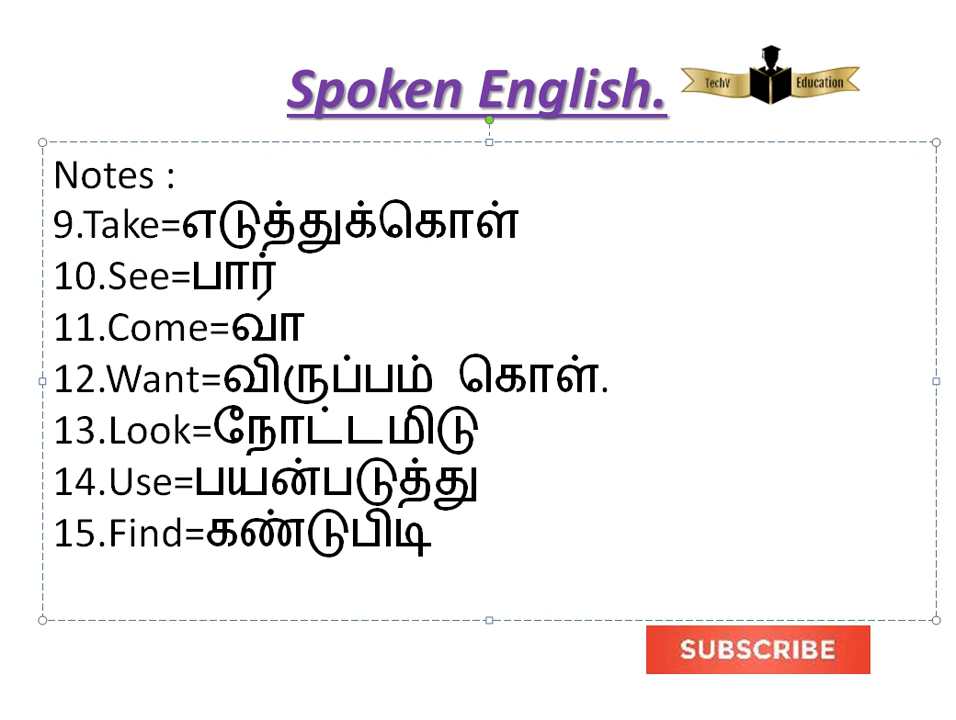 Spoken English.
TechV Education
Notes :
9.Take=எடுத்துக்கொள்
10.See=பார்
11.Come=வா
12.Want=விருப்பம் கொள்.
13.Look=நோட்டமிடு
14.Use=பயன்படுத்து
15.Find=கண்டுபிடி
SUBSCRIBE